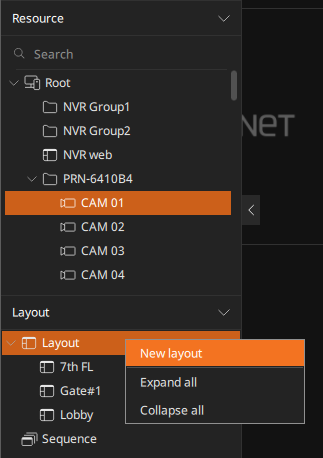 Resource
Search
Root
NVR Group1
NVR Group2
NVR web
PRN-6410B4
CAM 01
CAM 02
CAM 03
CAM 04
Layout
Layout
New layout
7th FL
Expand all
Gate#1
Collapse all
Lobby
Sequence